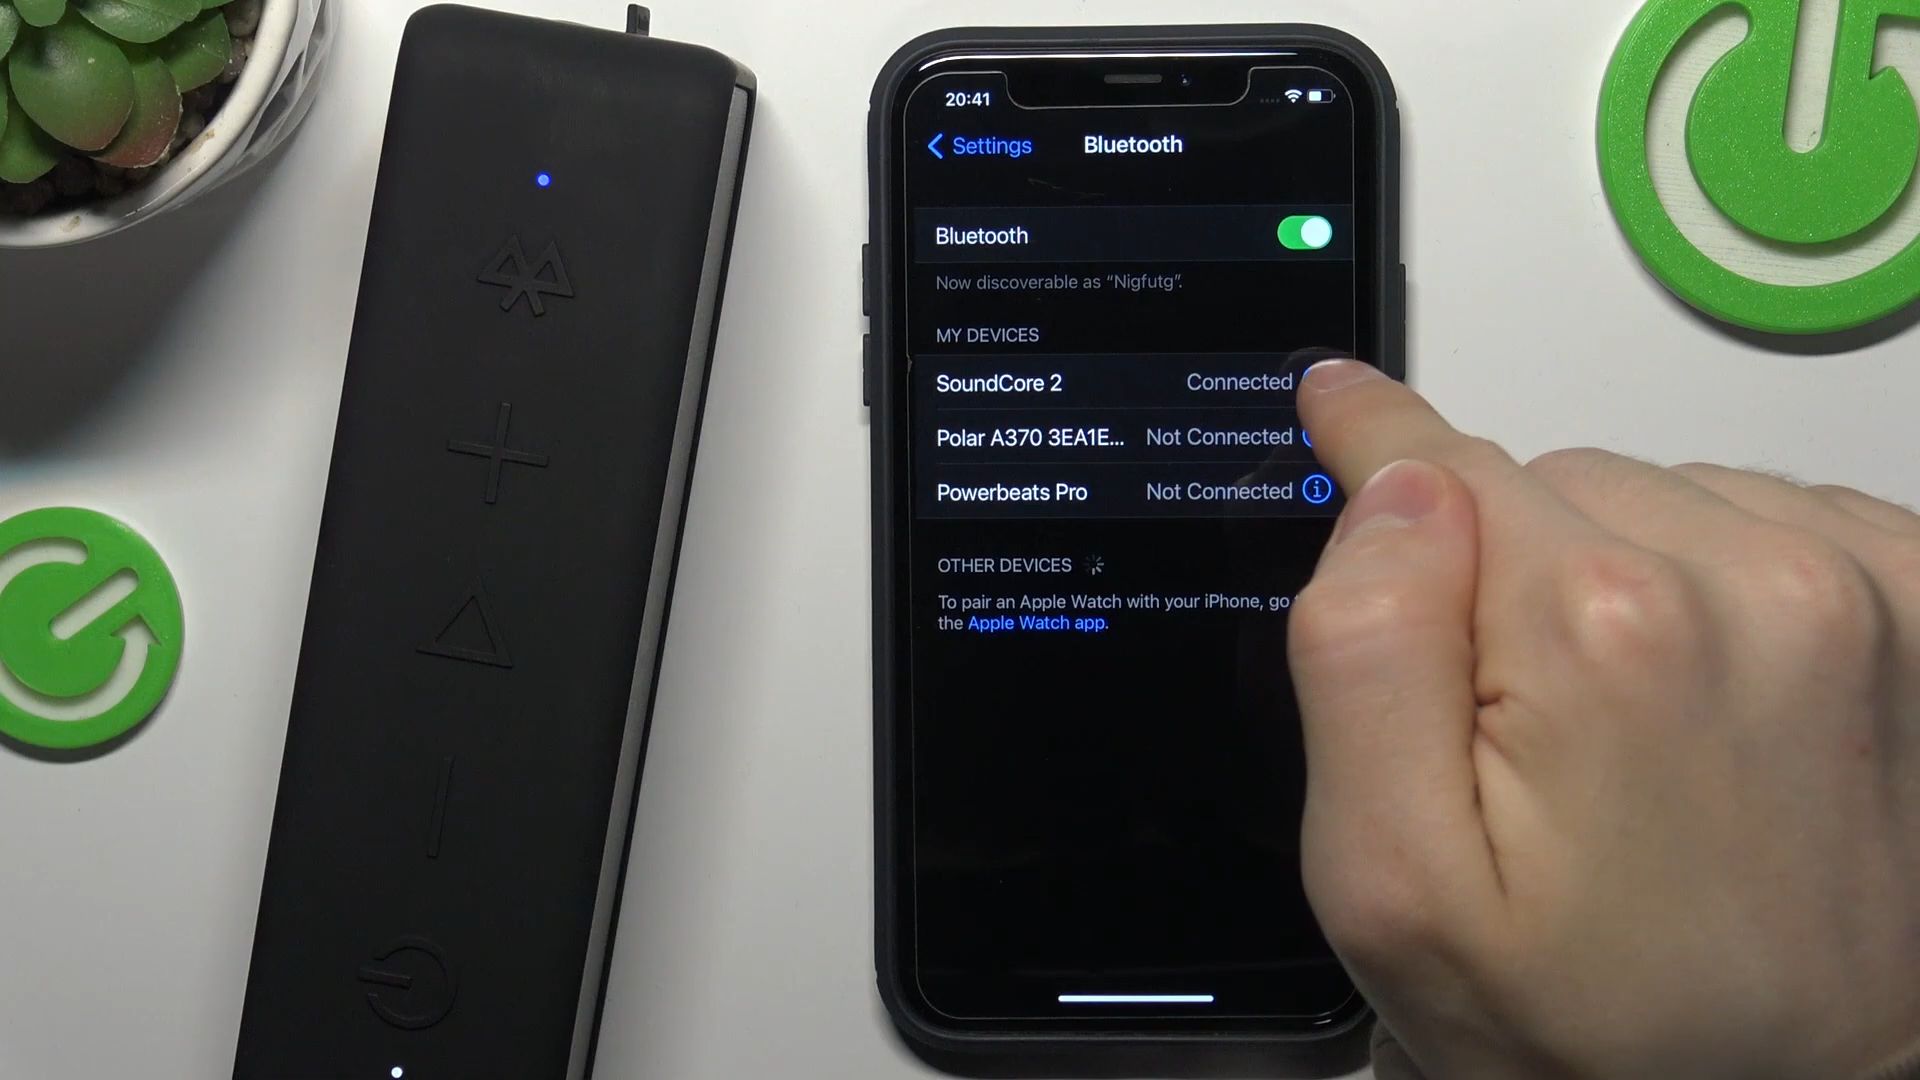 20:41
Settings
Bluetooth
Bluetooth
Now discoverable as “Nigfutg”.
MY DEVICES
SoundCore 2 Connected
Polar A370 3EA1E... Not Connected
Powerbeats Pro Not Connected
OTHER DEVICES
To pair an Apple Watch with your iPhone, go
the Apple Watch app.